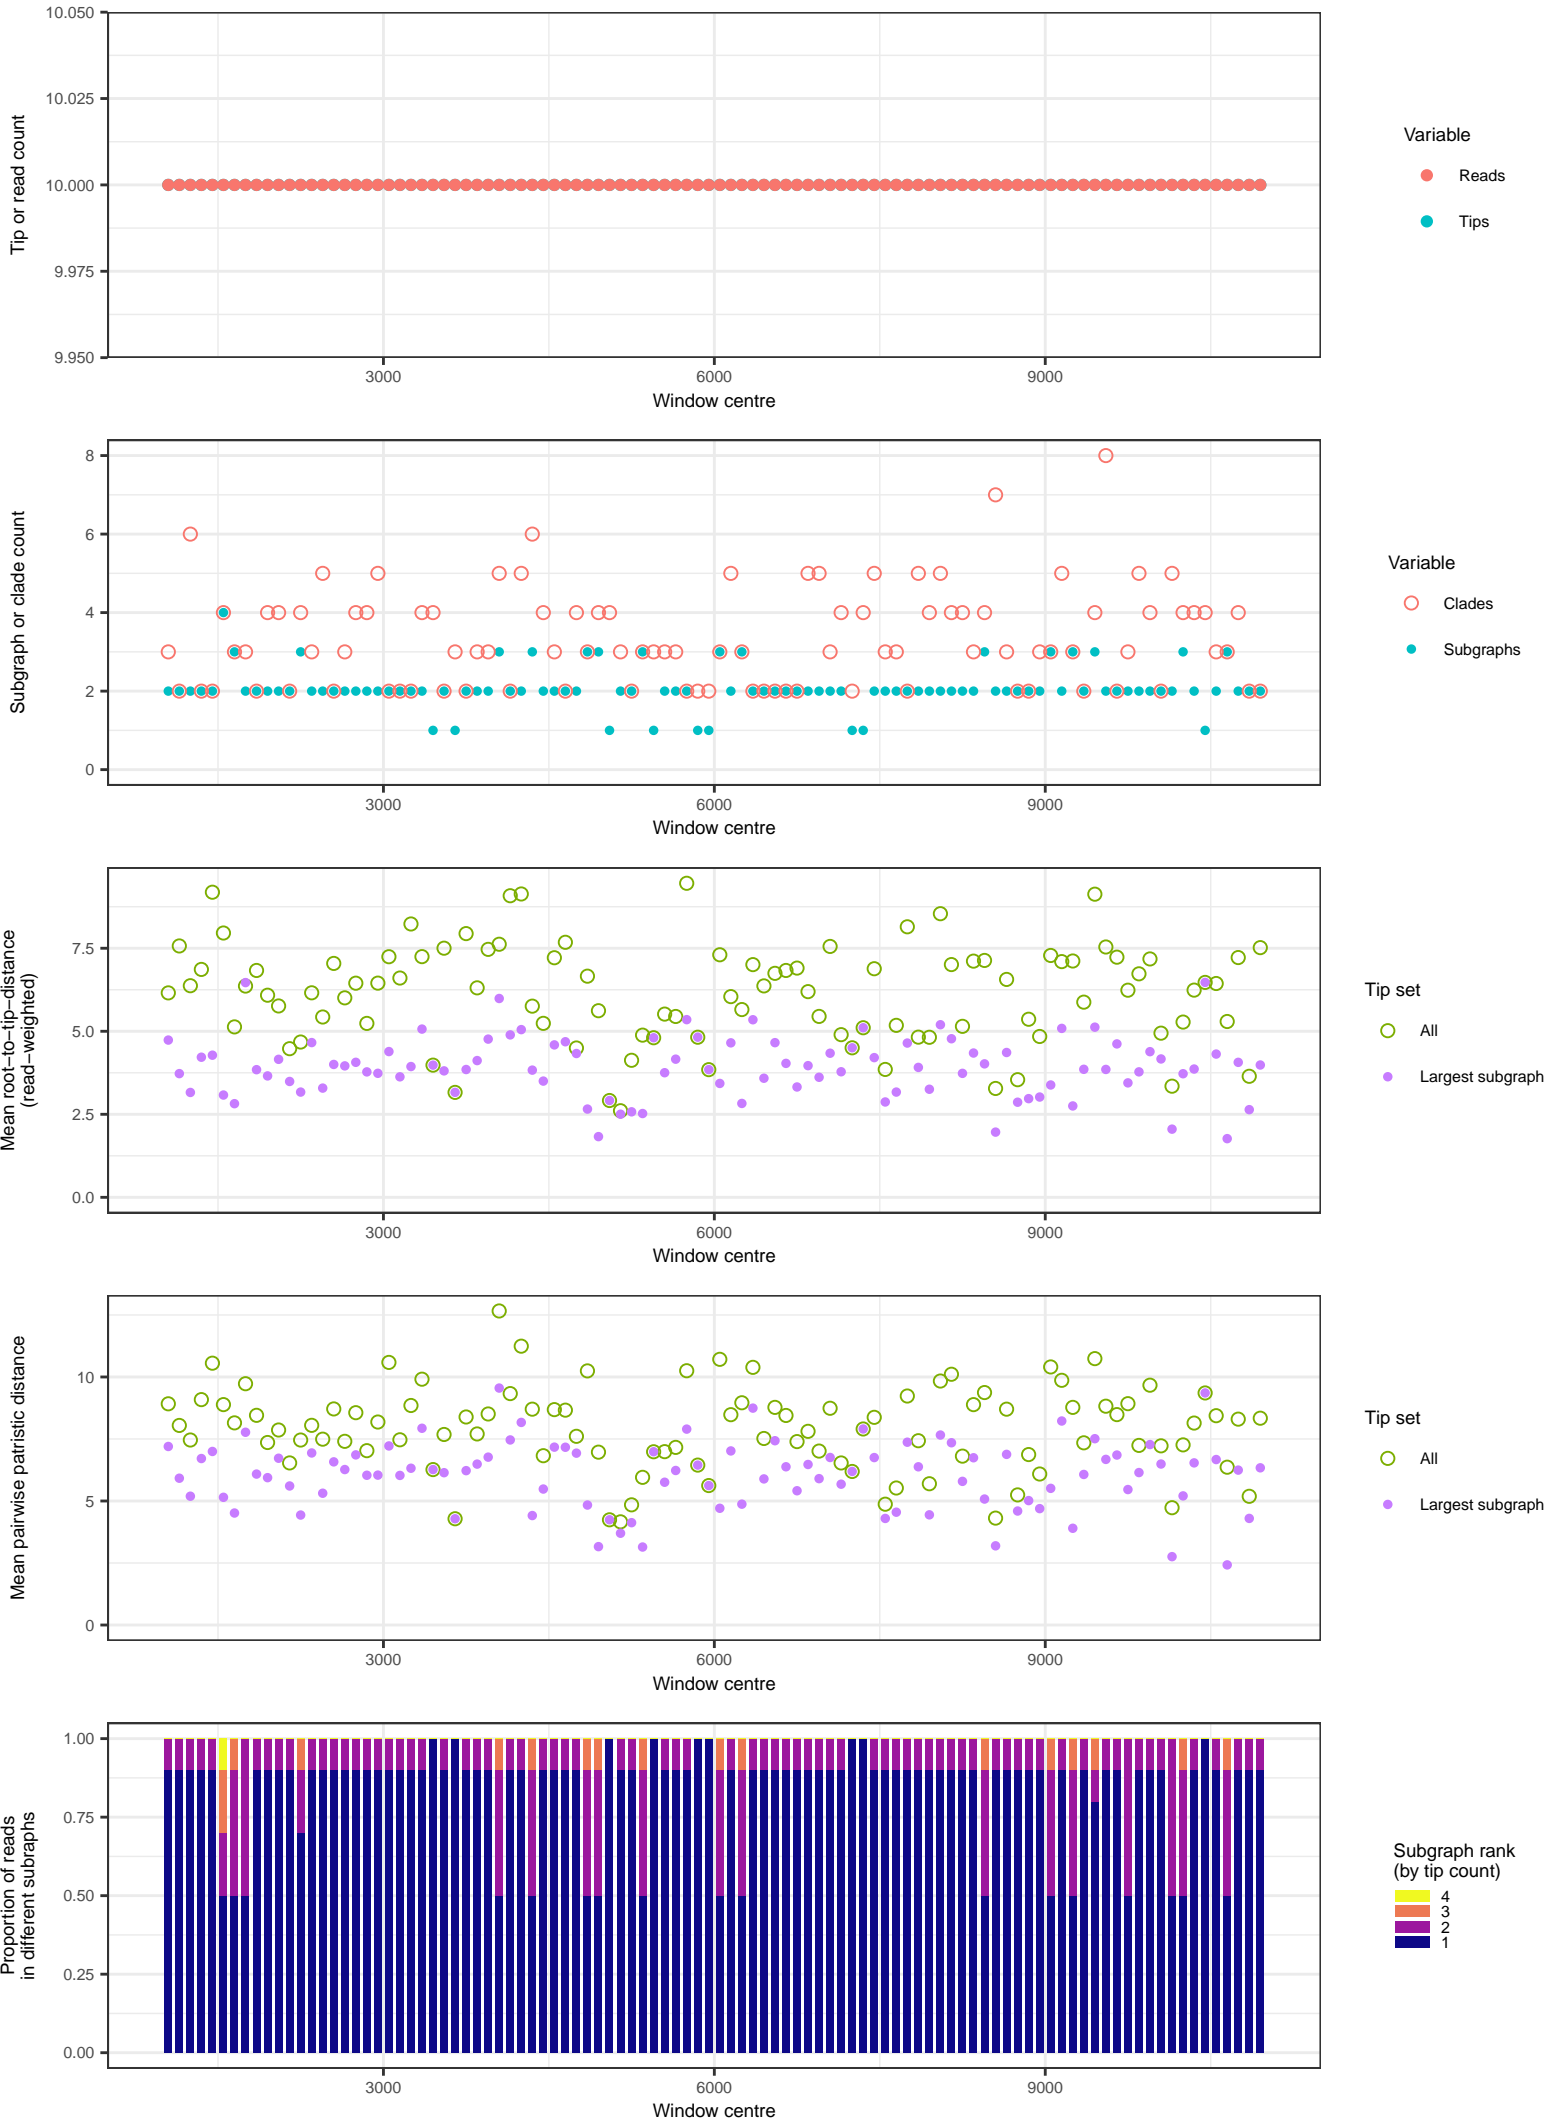 10.050
10.025
10.000
9.975
9.950
Tip or read count
3000 6000 9000
Window centre
Variable
Reads
Tips
8
6
4
2
0
Subgraph or clade count
3000 6000 9000
Window centre
Variable
Clades
Subgraphs
7.5
5.0
2.5
0.0
Mean root−to−tip−distance
(read−weighted)
3000 6000 9000
Window centre
Tip set
All
Largest subgraph
10
5
0
Mean pairwise patristic distance
3000 6000 9000
Window centre
Tip set
All
Largest subgraph
1.00
0.75
0.50
0.25
0.00
Proportion of reads
in different subraphs
3000 6000 9000
Window centre
Subgraph rank
(by tip count)
4
3
2
1